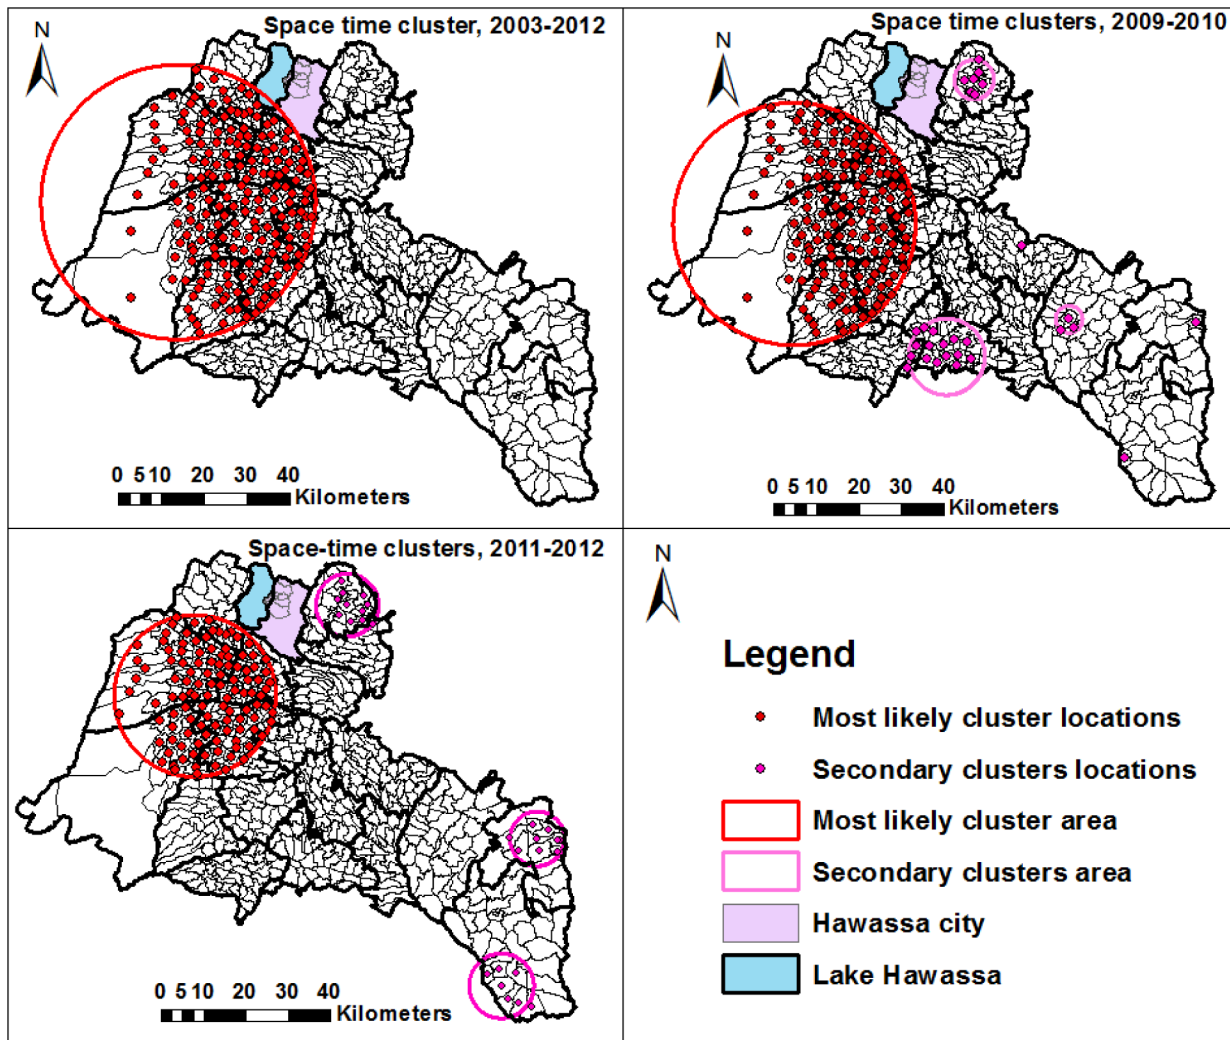 Space time cluster, 2003-2012
N
0 5 10 20 30 40
Kilometers
Space time clusters, 2009-2010
N
0 5 10 20 30 40
Kilometers
Space-time clusters, 2011-2012
0 5 10 20 30 40
Kilometers
N
Legend
Most likely cluster locations
Secondary clusters locations
Most likely cluster area
Secondary clusters area
Hawassa city
Lake Hawassa